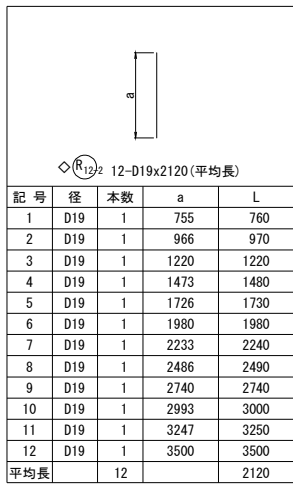 a
◇ R12-2 12-D19x2120(平均長)
記 号 径 本数 a L
1 D19 1 755 760
2 D19 1 966 970
3 D19 1 1220 1220
4 D19 1 1473 1480
5 D19 1 1726 1730
6 D19 1 1980 1980
7 D19 1 2233 2240
8 D19 1 2486 2490
9 D19 1 2740 2740
10 D19 1 2993 3000
11 D19 1 3247 3250
12 D19 1 3500 3500
平均長 12 2120